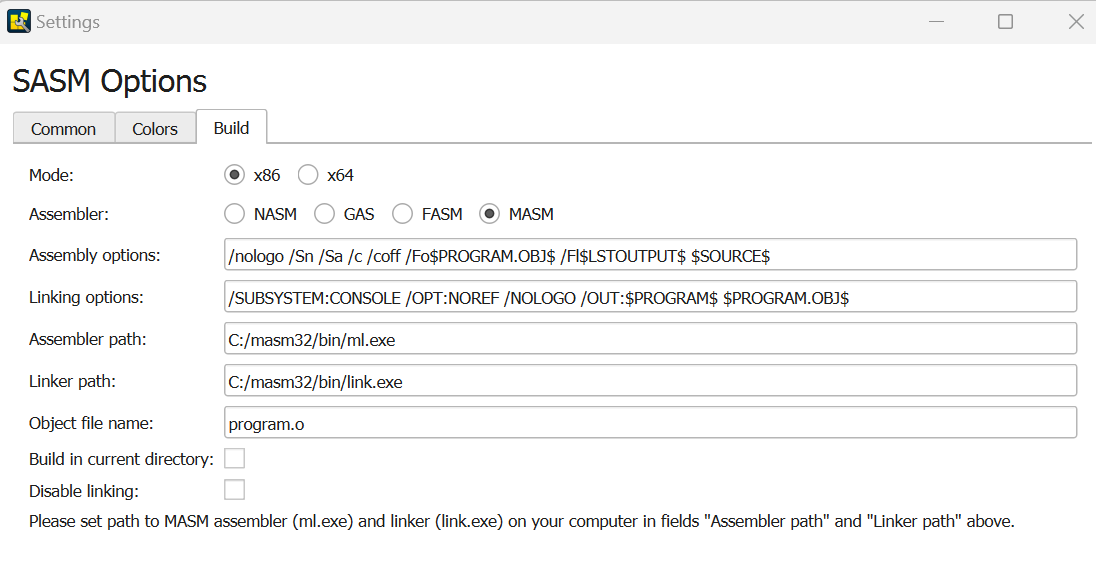 Settings
SASM Options
Common Colors Build
Mode: x86 x64
Assembler: NASM GAS FASM MASM
Assembly options: /nologo /Sn /Sa /c /coff /Fo$PROGRAM.OBJ$ /Fl$LSTOUTPUT$ $SOURCE$
Linking options: /SUBSYSTEM:CONSOLE /OPT:NOREF /NOLOGO /OUT:$PROGRAM$ $PROGRAM.OBJ$
Assembler path: C:/masm32/bin/ml.exe
Linker path: C:/masm32/bin/link.exe
Object file name: program.o
Build in current directory:
Disable linking:
Please set path to MASM assembler (ml.exe) and linker (link.exe) on your computer in fields "Assembler path" and "Linker path" above.